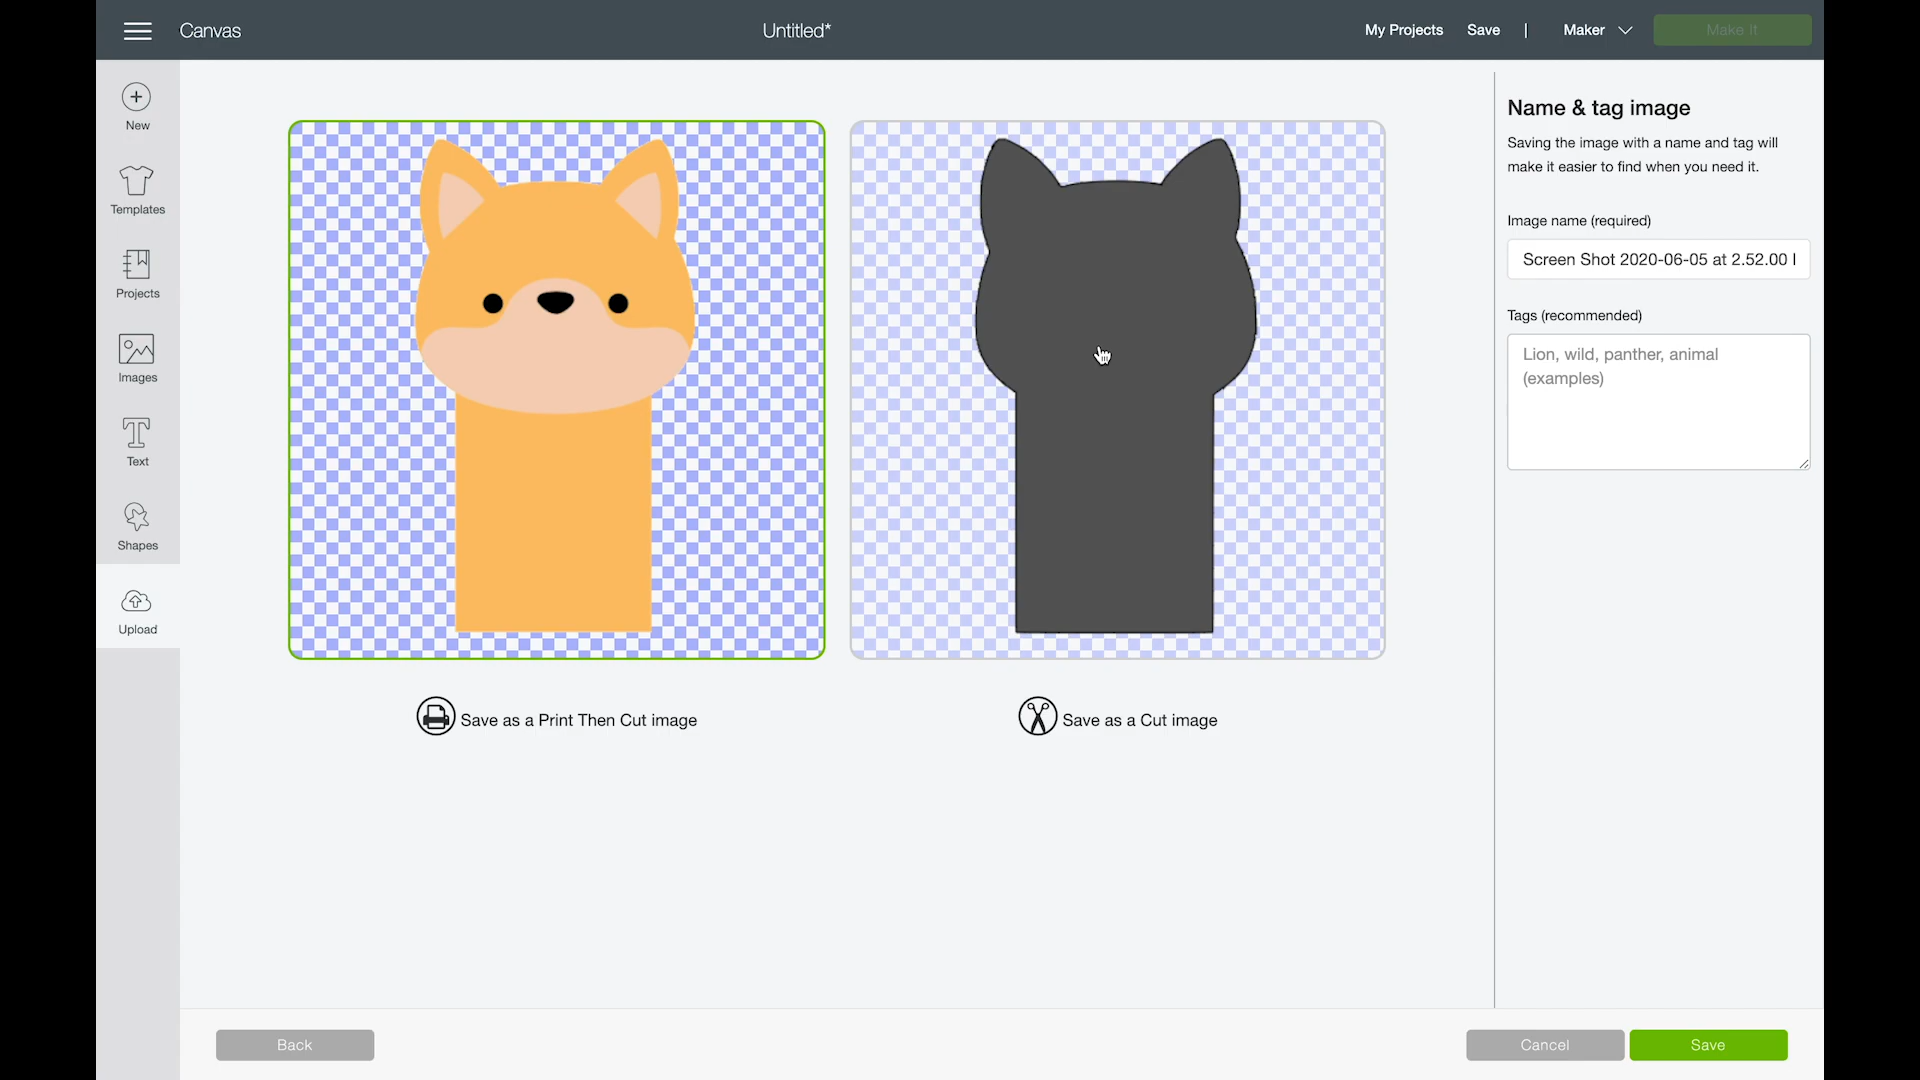 Canvas
Untitled*
My Projects
Save
|
Maker
Make It
New
Templates
Projects
Images
Text
Shapes
Upload
Save as a Print Then Cut image
Save as a Cut image
Name & tag image
Saving the image with a name and tag will
make it easier to find when you need it.
Image name (required)
Screen Shot 2020-06-05 at 2.52.00
Tags (recommended)
Lion, wild, panther, animal
(examples)
Back
Cancel
Save